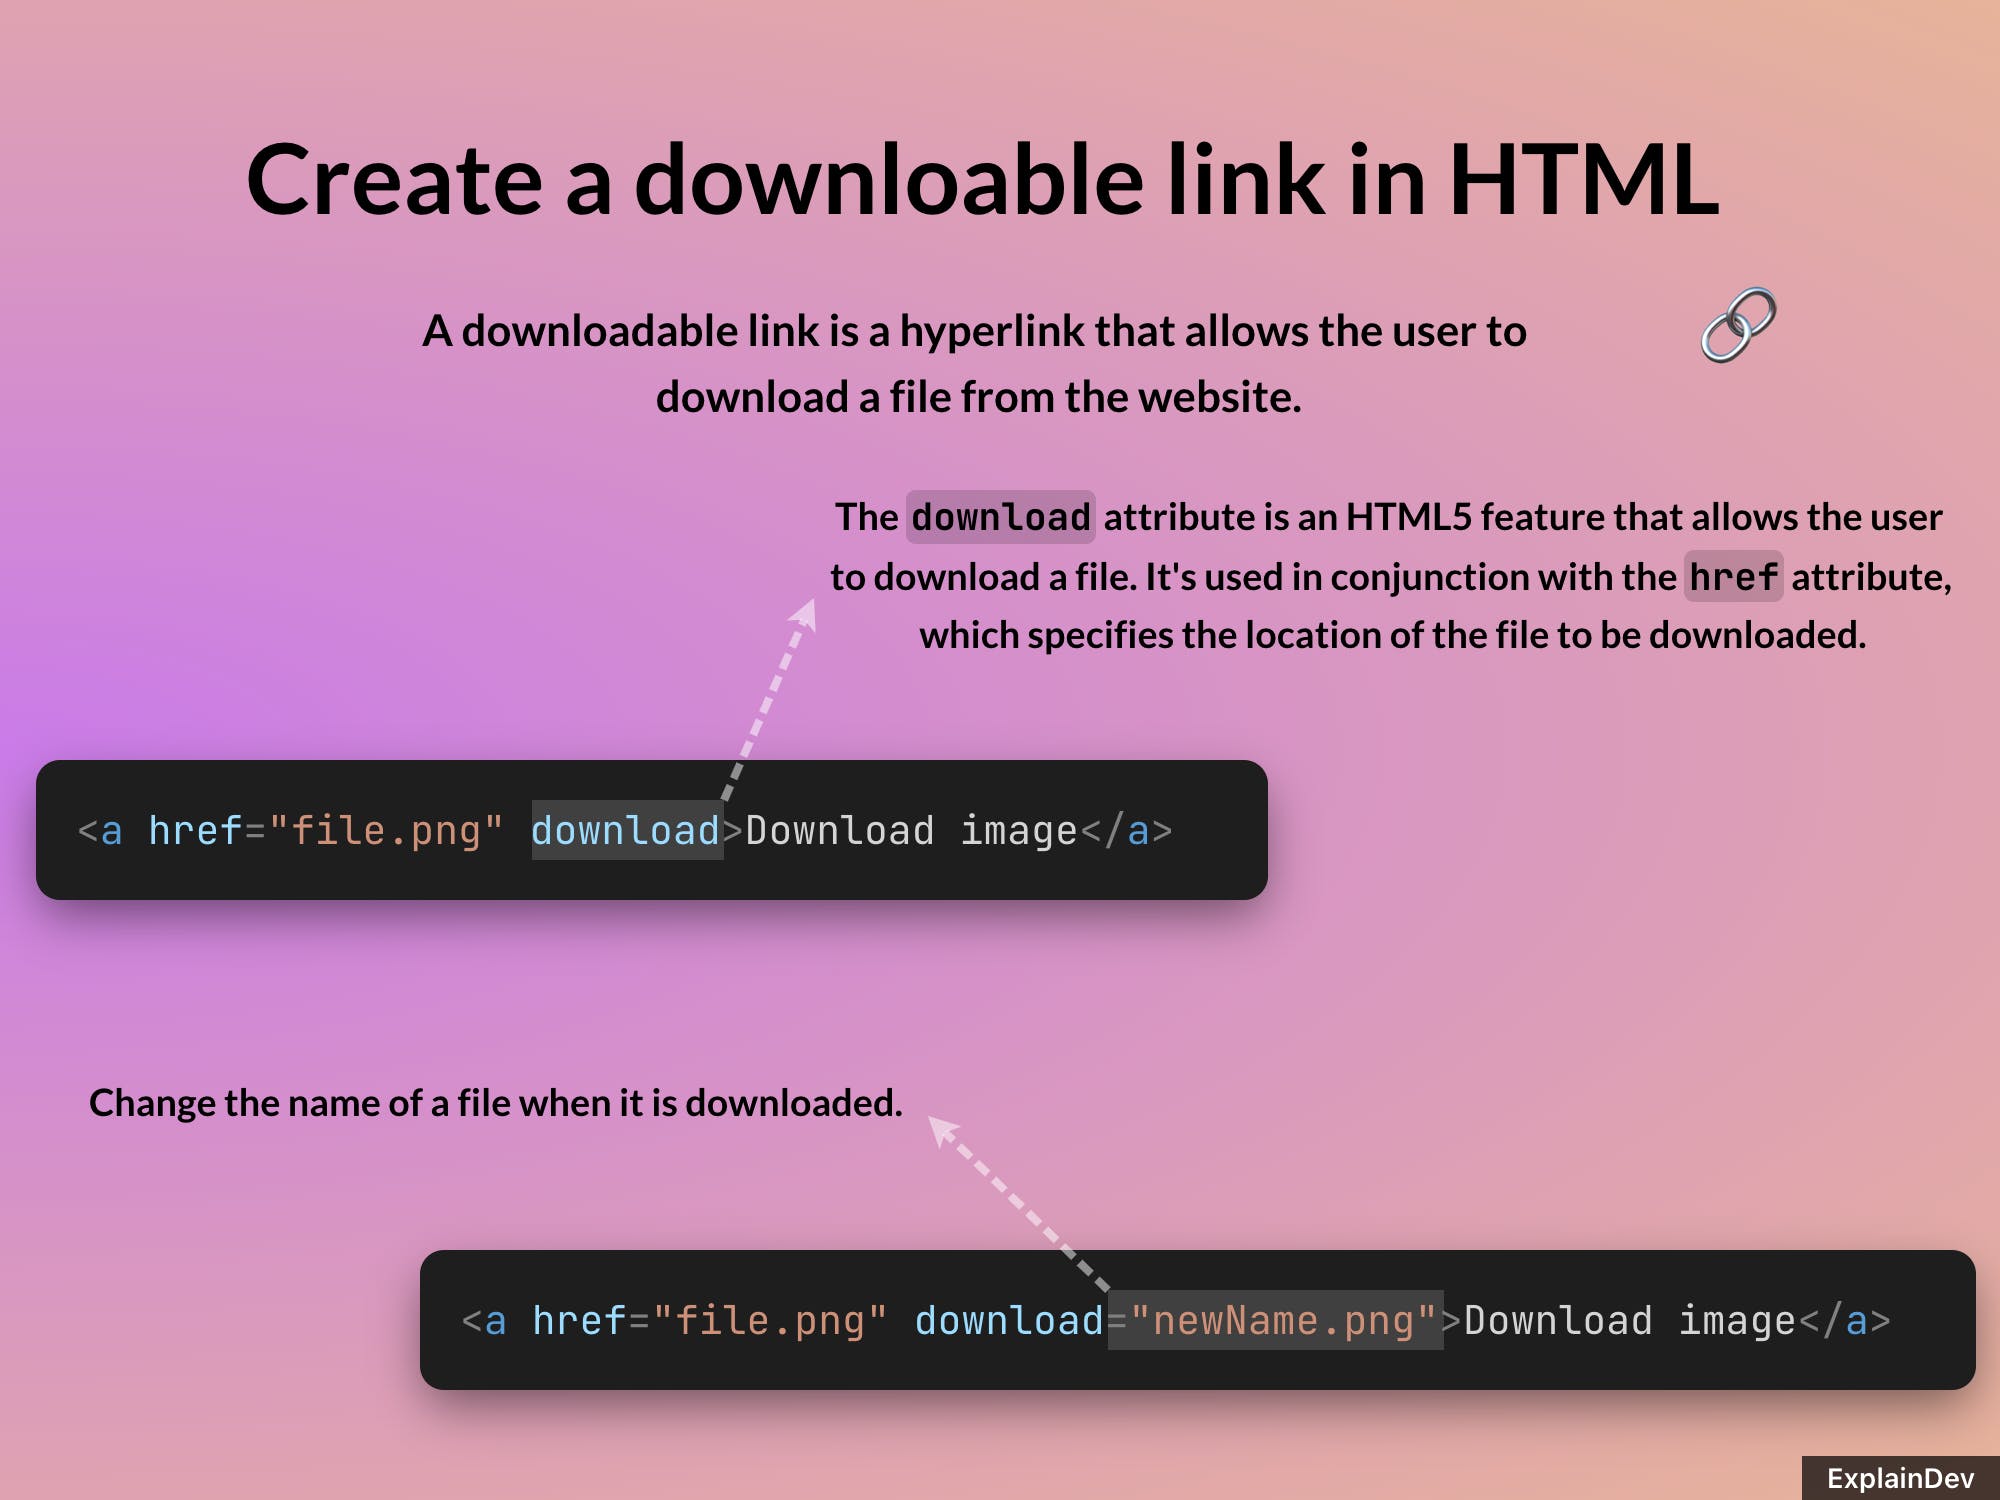 Create a downloable link in HTML
A downloadable link is a hyperlink that allows the user to
download a file from the website.
The download attribute is an HTML5 feature that allows the user
to download a file. It's used in conjunction with the href attribute,
which specifies the location of the file to be downloaded.
<a href="file.png" download>Download image</a>
Change the name of a file when it is downloaded.
<a href="file.png" download="newName.png">Download image</a>
ExplainDev